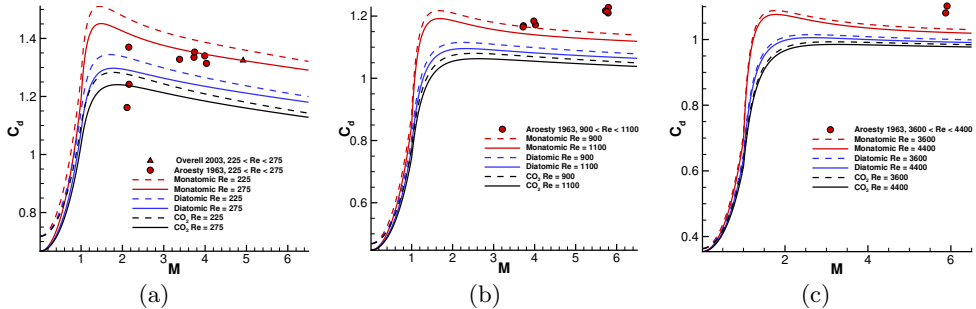 C_d
1.4
1.2
1
0.8
Overell 2003, 225 < Re < 275
Aroesty 1963, 225 < Re < 275
Monatomic Re = 225
Monatomic Re = 275
Diatomic Re = 225
Diatomic Re = 275
CO₂ Re = 225
CO₂ Re = 275
0 1 2 3 4 5 6
M
(a)
C_d
1.2
1
0.8
0.6
Aroesty 1963, 900 < Re < 1100
Monatomic Re = 900
Monatomic Re = 1100
Diatomic Re = 900
Diatomic Re = 1100
CO₂ Re = 900
CO₂ Re = 1100
0 1 2 3 4 5 6
M
(b)
C_d
1
0.8
0.6
0.4
Aroesty 1963, 3600 < Re < 4400
Monatomic Re = 3600
Monatomic Re = 4400
Diatomic Re = 3600
Diatomic Re = 4400
CO₂ Re = 3600
CO₂ Re = 4400
2 4 6
M
(c)